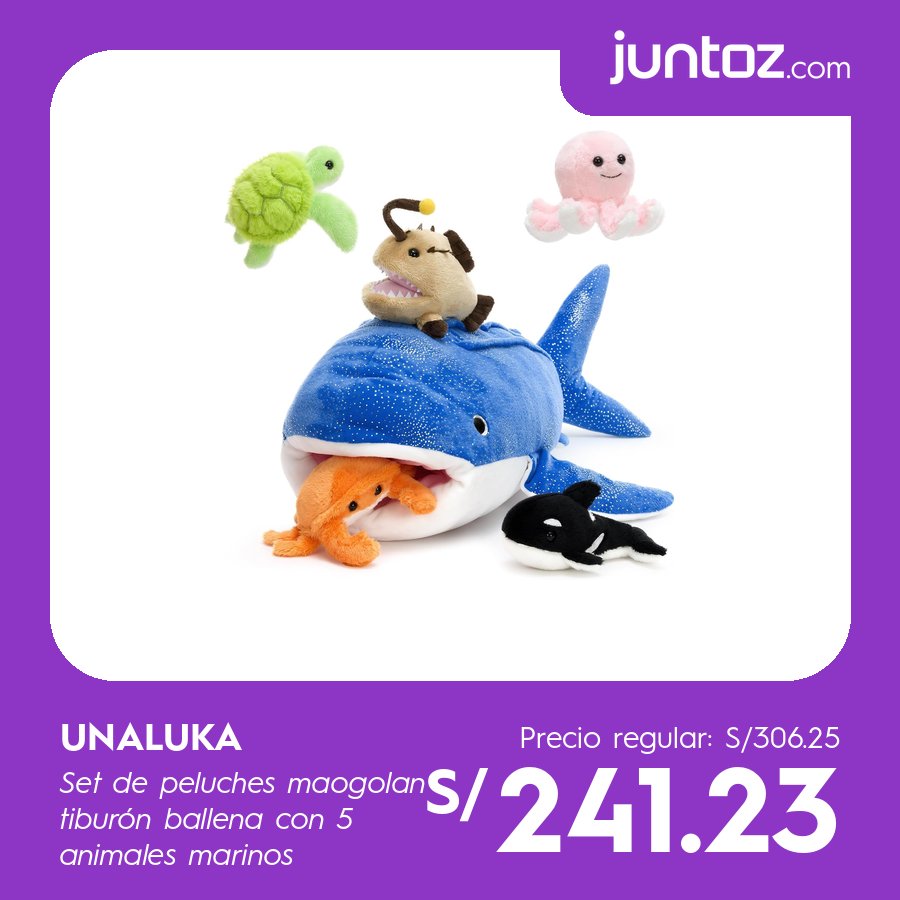 juntoz.com
UNALUKA
Set de peluches maogolan
tiburón ballena con 5
animales marinos
Precio regular: S/306.25
S/241.23